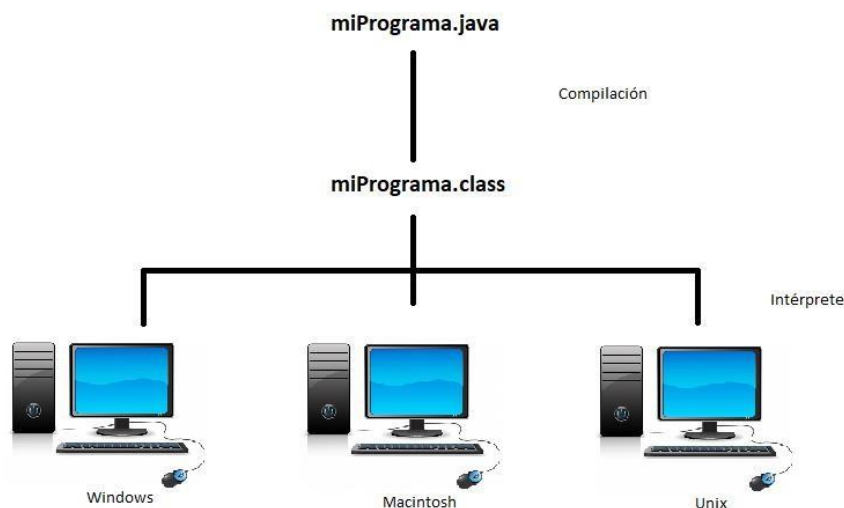 miPrograma.java
Compilación
miPrograma.class
Intérprete
Windows
Macintosh
Unix